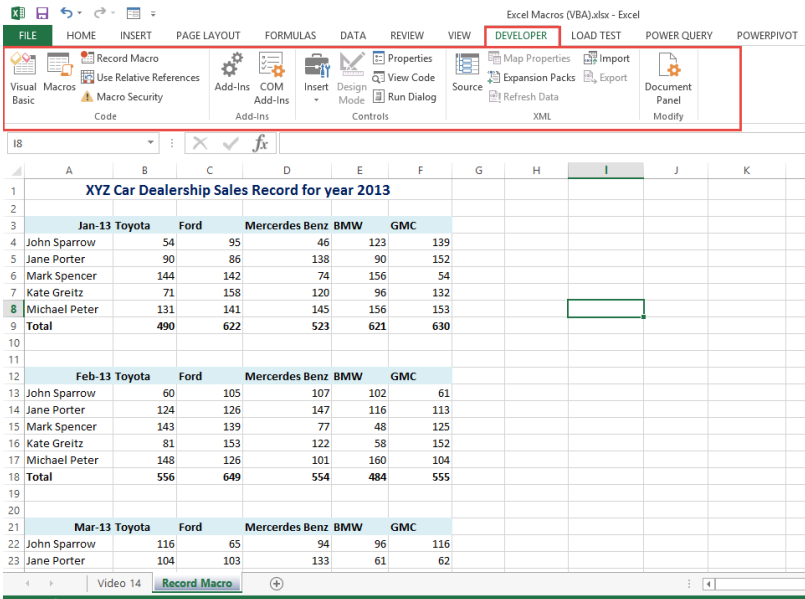 Excel Macros (VBA).xlsx - Excel
FILE HOME INSERT PAGE LAYOUT FORMULAS DATA REVIEW VIEW DEVELOPER LOAD TEST POWER QUERY POWERPIVOT
Visual Basic
Macros
Record Macro
Use Relative References
Macro Security
Code
Add-Ins
COM Add-Ins
Add-Ins
Insert
Design Mode
Properties
View Code
Run Dialog
Controls
Source
Map Properties
Expansion Packs
Refresh Data
Import
Export
XML
Document Panel
Modify
I8 fx
A B C D E F G H I J K
1 XYZ Car Dealership Sales Record for year 2013
2
3 Jan-13 Toyota Ford Mercerdes Benz BMW GMC
4 John Sparrow 54 95 46 123 139
5 Jane Porter 90 86 138 90 152
6 Mark Spencer 144 142 74 156 54
7 Kate Greitz 71 158 120 96 132
8 Michael Peter 131 141 145 156 153
9 Total 490 622 523 621 630
10
11
12 Feb-13 Toyota Ford Mercerdes Benz BMW GMC
13 John Sparrow 60 105 107 102 61
14 Jane Porter 124 126 147 116 113
15 Mark Spencer 143 139 77 48 125
16 Kate Greitz 81 153 122 58 152
17 Michael Peter 148 126 101 160 104
18 Total 556 649 554 484 555
19
20
21 Mar-13 Toyota Ford Mercerdes Benz BMW GMC
22 John Sparrow 116 65 94 96 116
23 Jane Porter 104 103 133 61 62
Video 14 Record Macro